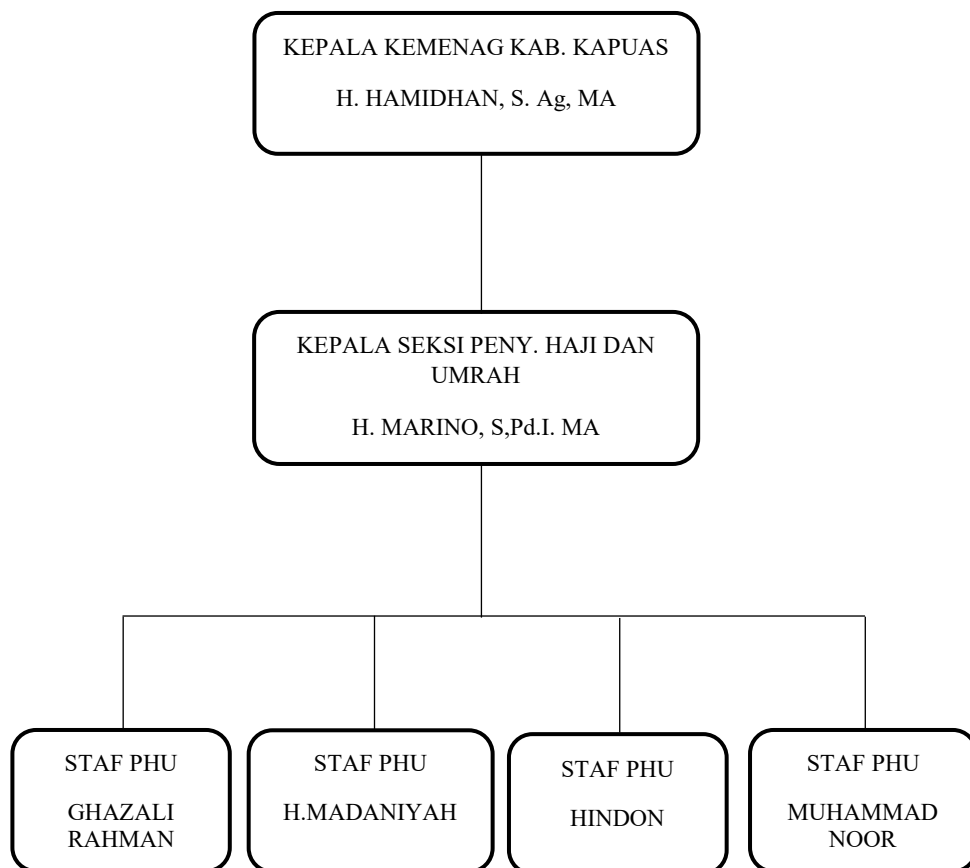 KEPALA KEMENAG KAB. KAPUAS
H. HAMIDHAN, S. Ag, MA
KEPALA SEKSI PENY. HAJI DAN
UMRAH
H. MARINO, S,Pd.I. MA
STAF PHU
GHAZALI
RAHMAN
STAF PHU
H.MADANIYAH
STAF PHU
HINDON
STAF PHU
MUHAMMAD
NOOR